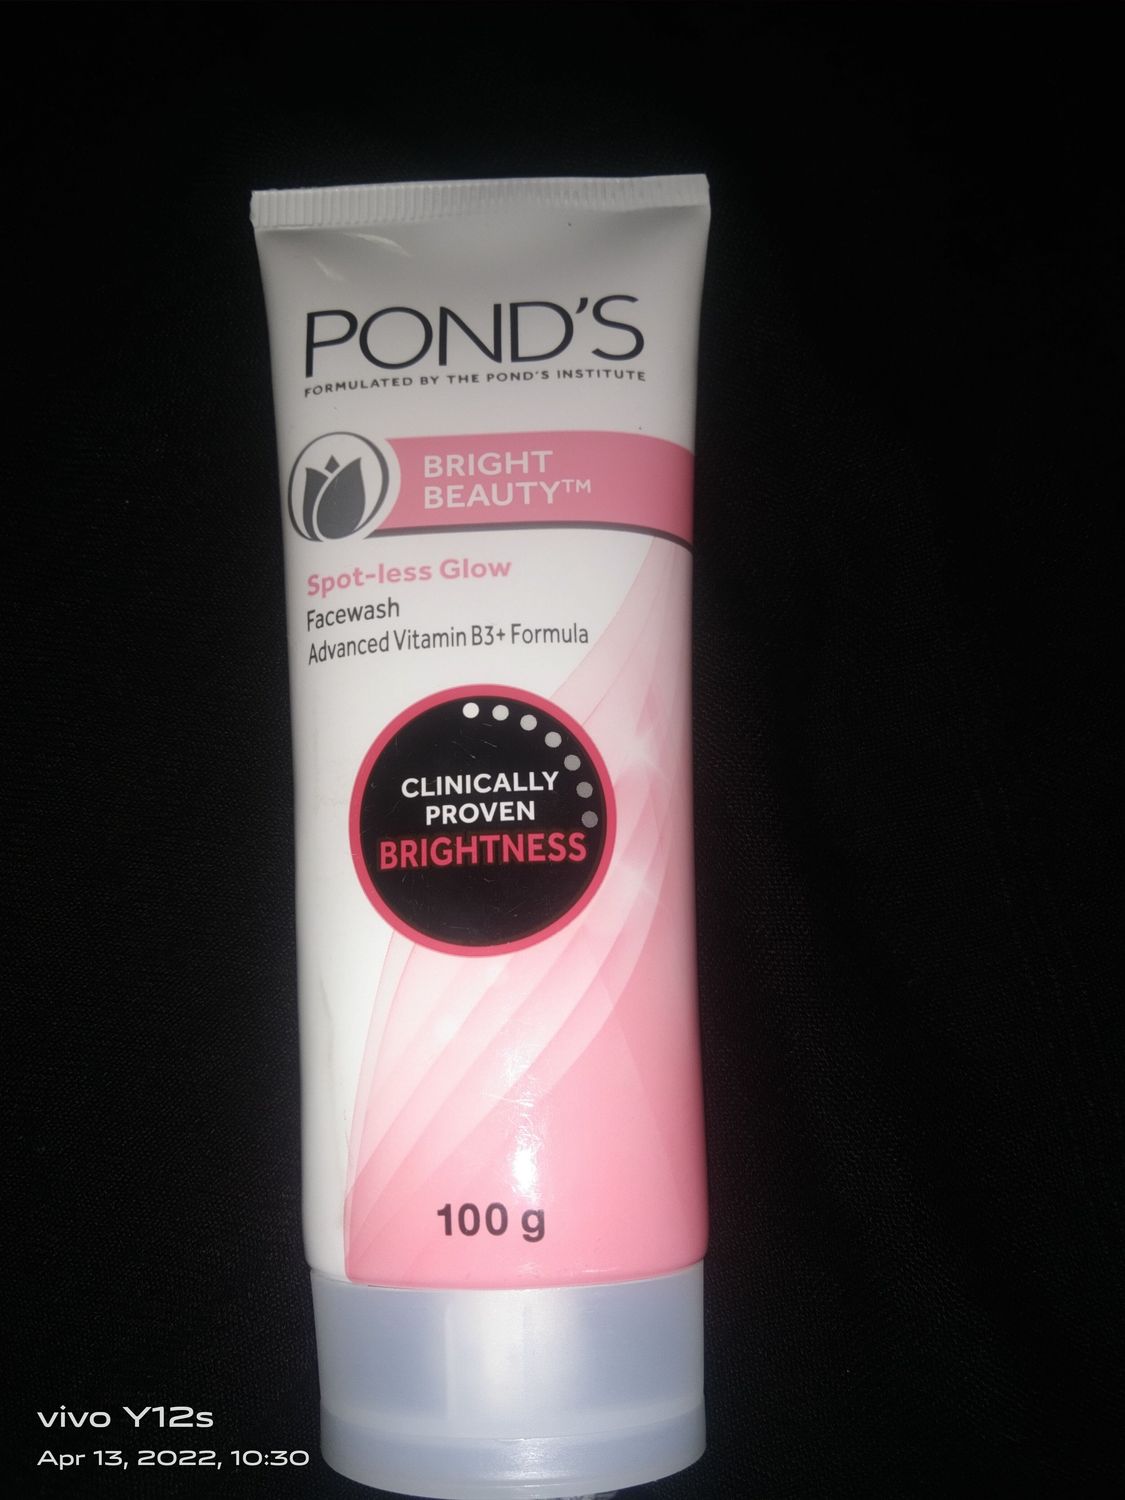 POND'S
FORMULATED BY THE POND'S INSTITUTE
BRIGHT
BEAUTY™
Spot-less Glow
Facewash
Advanced Vitamin B3+ Formula
CLINICALLY
PROVEN
BRIGHTNESS
100 g
vivo Y12s
Apr 13, 2022, 10:30